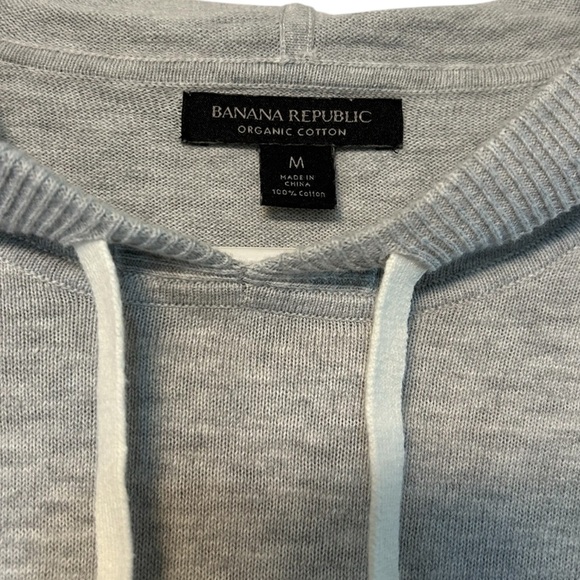 BANANA REPUBLIC
ORGANIC COTTON
M
MADE IN
CHINA
100% Cotton